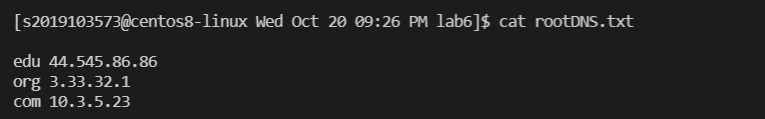 [s2019103573@centos8-linux Wed Oct 20 09:26 PM lab6]$ cat rootDNS.txt
edu 44.545.86.86
org 3.33.32.1
com 10.3.5.23